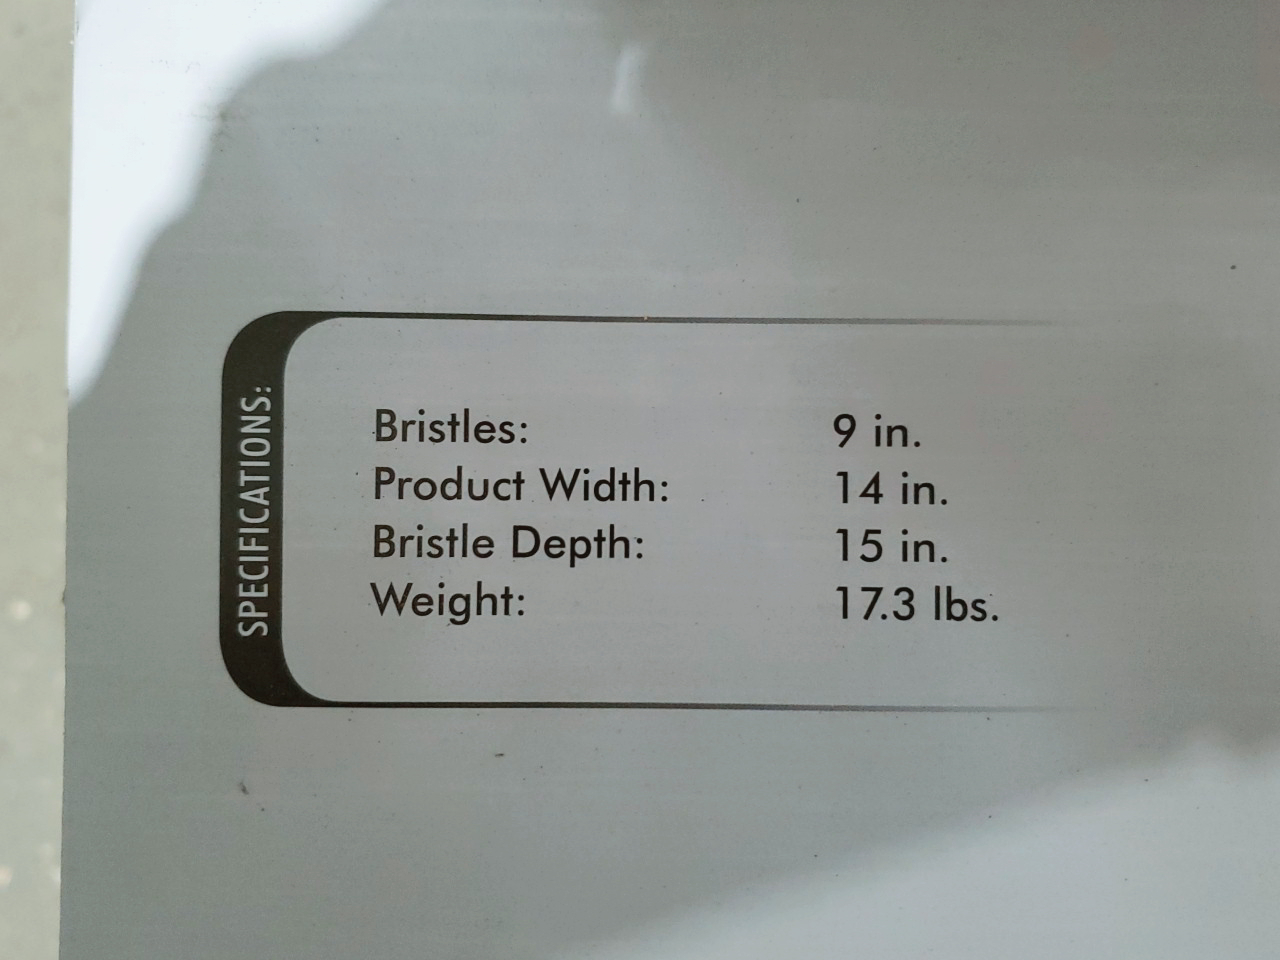 SPECIFICATIONS:
Bristles: 9 in.
Product Width: 14 in.
Bristle Depth: 15 in.
Weight: 17.3 lbs.